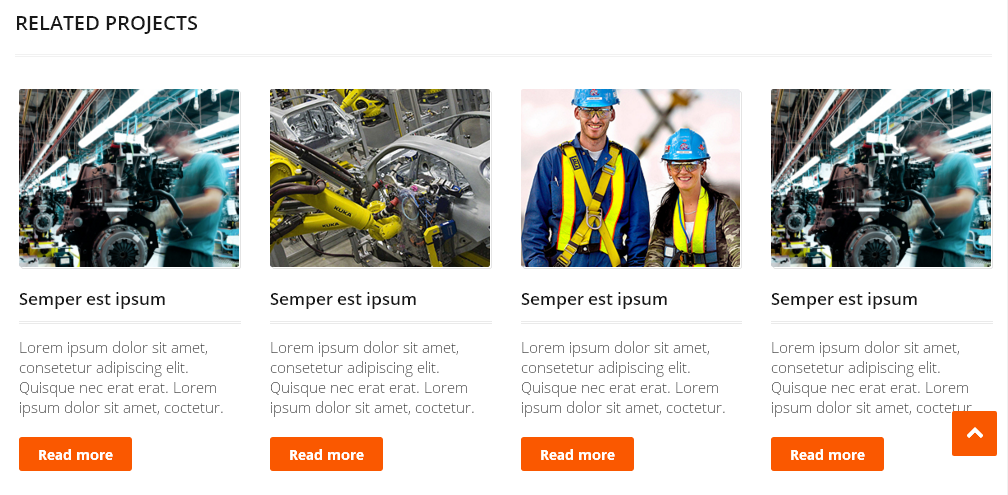 RELATED PROJECTS
KUKA
KUKA
Semper est ipsum
Lorem ipsum dolor sit amet,
consetetur adipiscing elit.
Quisque nec erat erat. Lorem
ipsum dolor sit amet, coctetur.
Read more
Semper est ipsum
Lorem ipsum dolor sit amet,
consetetur adipiscing elit.
Quisque nec erat erat. Lorem
ipsum dolor sit amet, coctetur.
Read more
Semper est ipsum
Lorem ipsum dolor sit amet,
consetetur adipiscing elit.
Quisque nec erat erat. Lorem
ipsum dolor sit amet, coctetur.
Read more
Semper est ipsum
Lorem ipsum dolor sit amet,
consetetur adipiscing elit.
Quisque nec erat erat. Lorem
ipsum dolor sit amet, coctetur
Read more